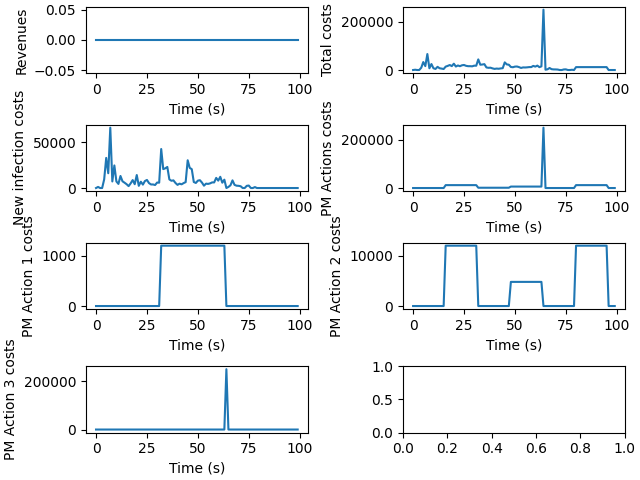 Revenues
0.05
0.00
−0.05
0 25 50 75 100
Time (s)
Total costs
200000
0
0 25 50 75 100
Time (s)
New infection costs
50000
0
0 25 50 75 100
Time (s)
PM Actions costs
200000
0
0 25 50 75 100
Time (s)
PM Action 1 costs
1000
0
0 25 50 75 100
Time (s)
PM Action 2 costs
10000
0
0 25 50 75 100
Time (s)
PM Action 3 costs
200000
0
0 25 50 75 100
Time (s)
1.0
0.5
0.0
0.0 0.2 0.4 0.6 0.8 1.0